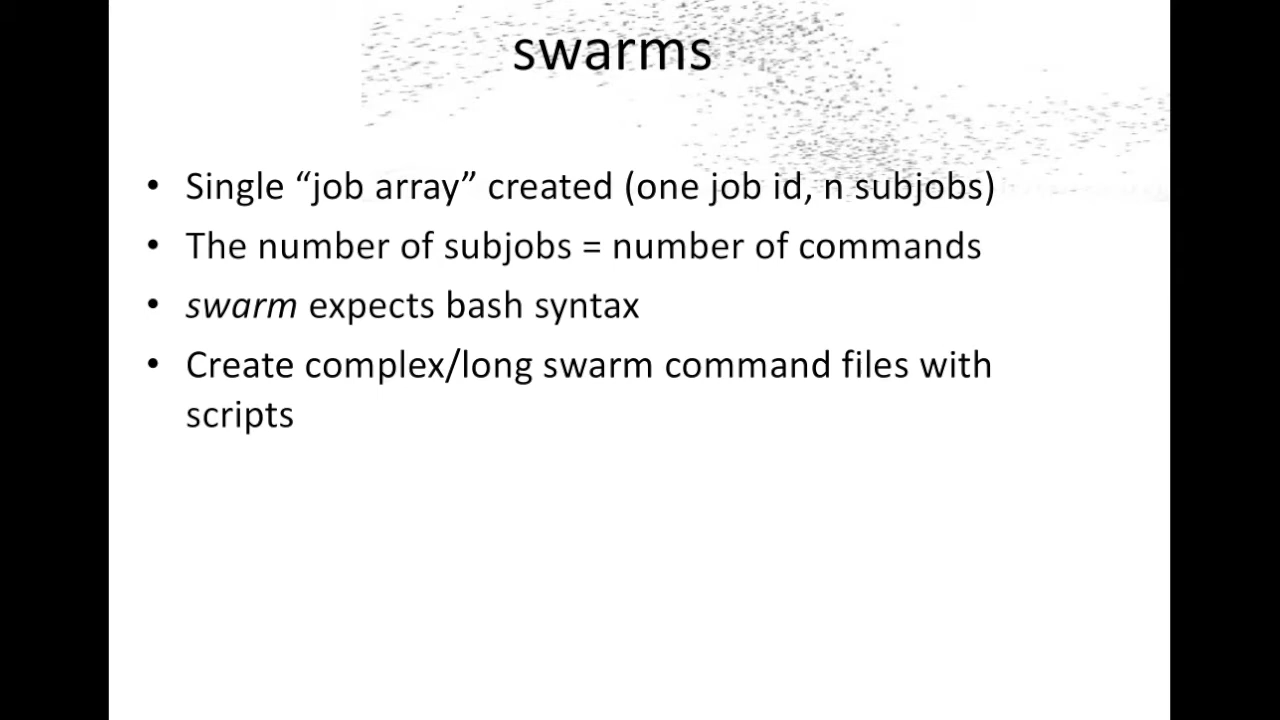 swarms
• Single “job array” created (one job id, n subjobs)
• The number of subjobs = number of commands
• swarm expects bash syntax
• Create complex/long swarm command files with
scripts